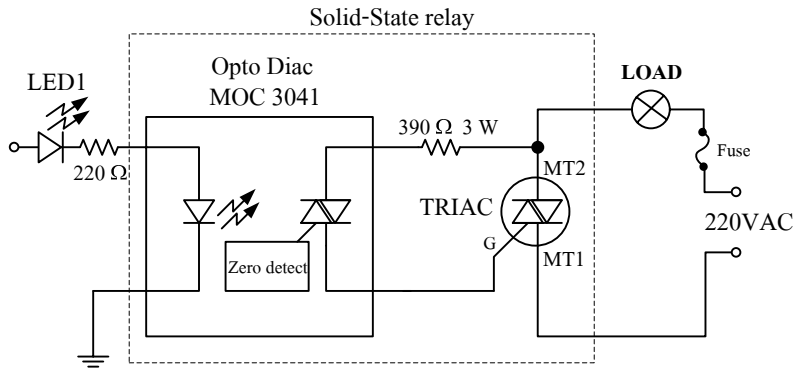 Solid-State relay
LED1
Opto Diac
MOC 3041
LOAD
390 Ω 3 W
220 Ω
Fuse
MT2
TRIAC
220VAC
G
Zero detect
MT1